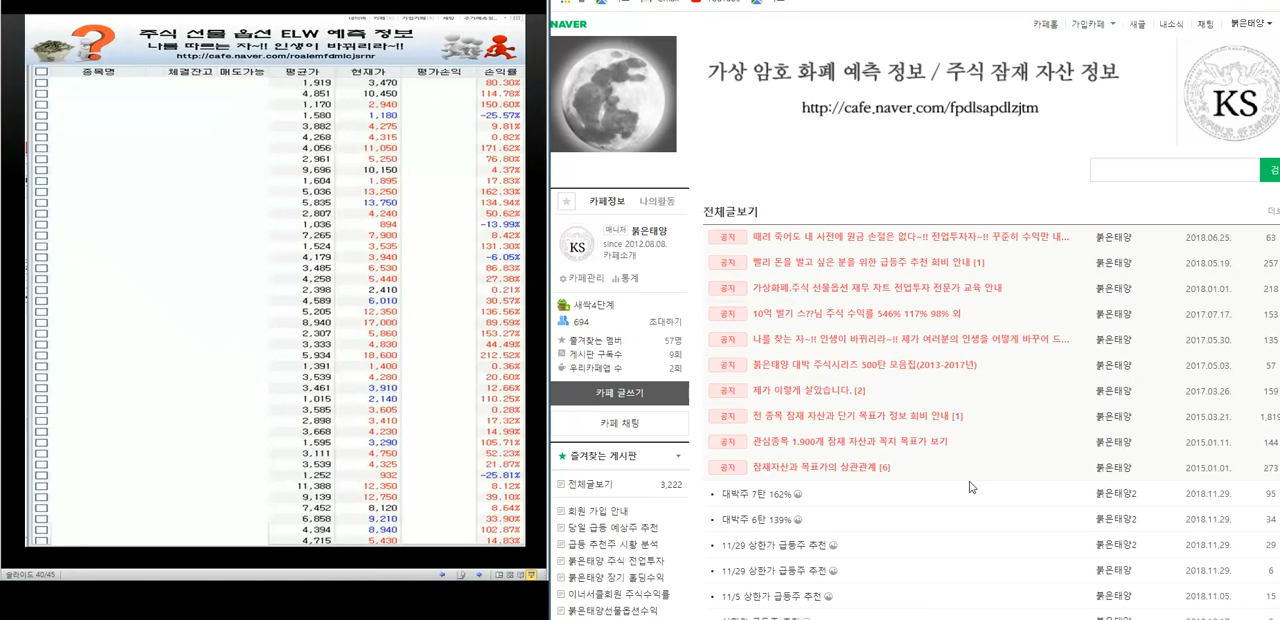 주식 선물 옵션 ELW 예측 정보
나를 따르는 자~!! 인생이 바뀌리라~!!
http://cafe.naver.com/roalemfdmlojsrnr
종목명 체결잔고 매도가능 평균가 현재가 평가손익 손익률
1,919 3,470 80.30%
4,851 10,450 114.78%
1,170 2,940 150.60%
1,580 1,180 -25.57%
3,882 4,275 9.81%
4,268 4,315 0.82%
4,056 11,050 171.62%
2,961 5,250 76.80%
9,696 10,150 4.37%
1,604 1,895 17.83%
5,036 13,250 162.33%
5,835 13,750 134.94%
2,807 4,240 50.62%
1,036 894 -13.99%
7,265 7,900 8.42%
1,524 3,535 131.30%
4,179 3,940 -6.05%
3,485 6,530 86.83%
4,258 5,440 27.38%
2,398 2,410 0.21%
4,589 6,010 30.57%
5,205 12,350 136.56%
8,940 17,000 89.59%
2,307 5,860 153.27%
3,333 4,830 44.49%
5,934 18,600 212.52%
1,391 1,400 0.36%
3,539 4,280 20.60%
3,461 3,910 12.66%
1,015 2,140 110.25%
3,585 3,605 0.28%
2,898 3,410 17.32%
3,668 4,230 14.99%
1,595 3,290 105.71%
3,111 4,750 52.23%
3,539 4,325 21.87%
1,252 932 -25.81%
11,388 12,350 8.12%
9,139 12,750 39.10%
7,452 8,120 8.64%
6,858 9,210 33.90%
4,394 8,940 102.87%
4,715 5,430 14.83%
슬라이드 40/45
NAVER
카페홈 가입카페 새글 내소식 채팅 붉은태양
가상 암호 화폐 예측 정보 / 주식 잠재 자산 정보
http://cafe.naver.com/fpdlsapdlzjtm
KS
검
카페정보 나의활동
KS
매니저 붉은태양
since 2012.08.08.
카페소개
카페관리 통계
새싹4단계
694 초대하기
즐겨찾는 멤버 57명
게시판 구독수 9회
우리카페앱 수 2회
카페 글쓰기
카페 채팅
즐겨찾는 게시판
전체글보기 3,222
회원 가입 안내
당일 급등 예상주 추천
급등 추천주 시황 분석
붉은태양 주식 전업투자
붉은태양 장기 홀딩수익
이너서클회원 주식수익률
붉은태양선물옵션수익
전체글보기
공지 때려 죽어도 내 사전에 원금 손절은 없다~!! 전업투자자~!! 꾸준히 수익만 내... 붉은태양 2018.06.25. 63
공지 빨리 돈을 벌고 싶은 분을 위한 급등주 추천 회비 안내 [1] 붉은태양 2018.05.19. 257
공지 가상화폐.주식 선물옵션 재무 차트 전업투자 전문가 교육 안내 붉은태양 2018.01.01. 218
공지 10억 벌기 스??님 주식 수익률 546% 117% 98% 외 붉은태양 2017.07.17. 153
공지 나를 찾는 자~!! 인생이 바뀌리라~!! 제가 여러분의 인생을 어떻게 바꾸어 드... 붉은태양 2017.05.30. 135
공지 붉은태양 대박 주식시리즈 500탄 모음집(2013-2017년) 붉은태양 2017.05.03. 57
공지 제가 이렇게 살았습니다. [2] 붉은태양 2017.03.26. 159
공지 전 종목 잠재 자산과 단기 목표가 정보 회비 안내 [1] 붉은태양 2015.03.21. 1,819
공지 관심종목 1,900개 잠재 자산과 꼭지 목표가 보기 붉은태양 2015.01.11. 144
공지 잠재자산과 목표가의 상관관계 [6] 붉은태양 2015.01.01. 273
대박주 7탄 162% 붉은태양2 2018.11.29. 95
대박주 6탄 139% 붉은태양2 2018.11.29. 34
11/29 상한가 급등주 추천 붉은태양2 2018.11.29. 29
11/29 상한가 급등주 추천 붉은태양2 2018.11.29. 6
11/5 상한가 급등주 추천 붉은태양2 2018.11.05. 15